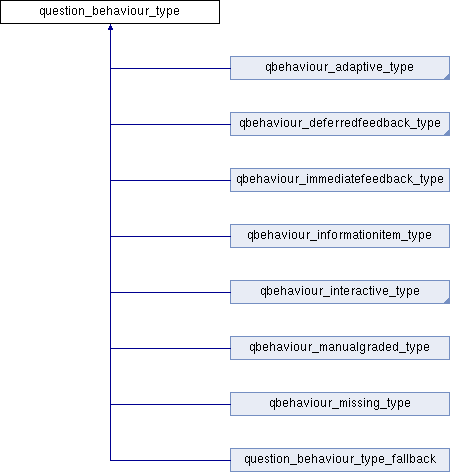 question_behaviour_type
qbehaviour_adaptive_type
qbehaviour_deferredfeedback_type
qbehaviour_immediatefeedback_type
qbehaviour_informationitem_type
qbehaviour_interactive_type
qbehaviour_manualgraded_type
qbehaviour_missing_type
question_behaviour_type_fallback